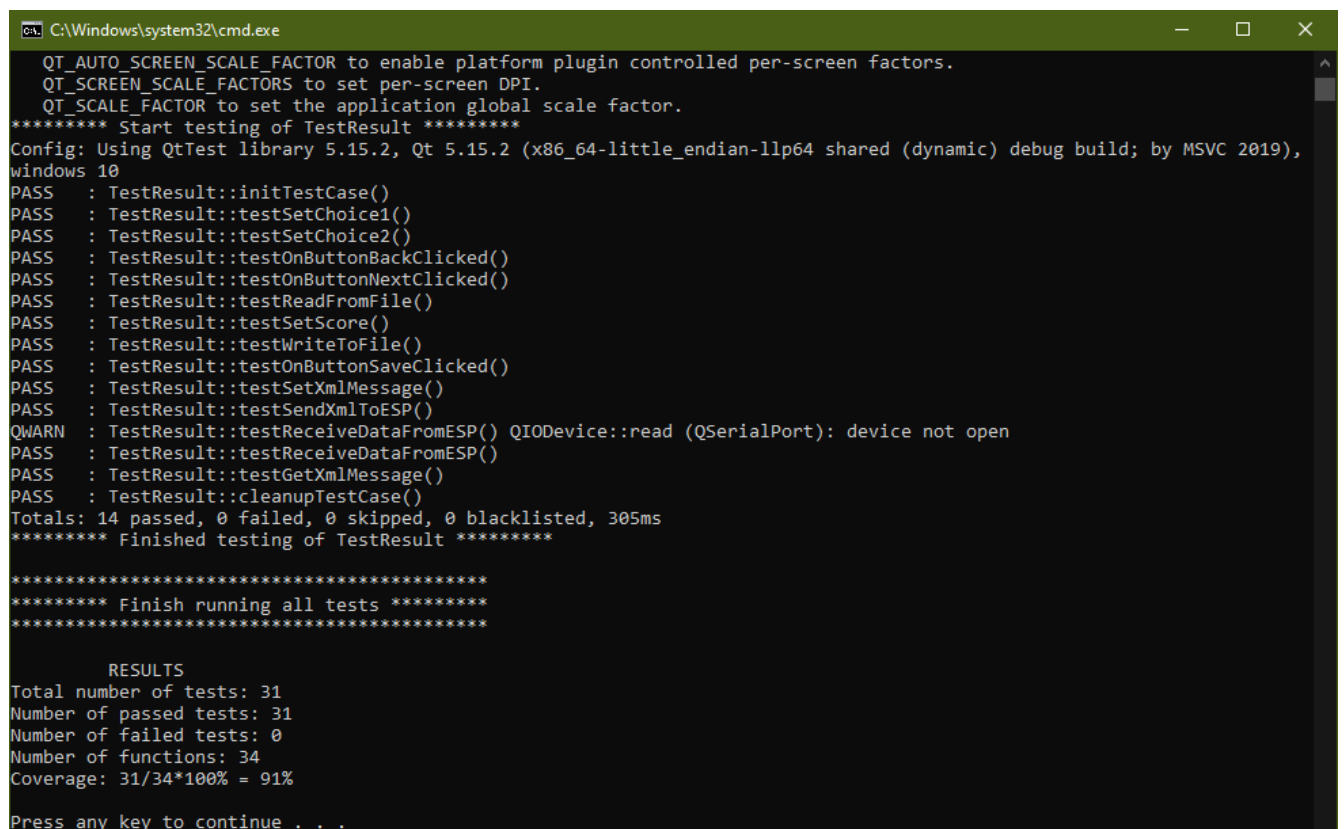 C:\Windows\system32\cmd.exe
QT_AUTO_SCREEN_SCALE_FACTOR to enable platform plugin controlled per-screen factors.
QT_SCREEN_SCALE_FACTORS to set per-screen DPI.
QT_SCALE_FACTOR to set the application global scale factor.
********* Start testing of TestResult *********
Config: Using QtTest library 5.15.2, Qt 5.15.2 (x86_64-little_endian-llp64 shared (dynamic) debug build; by MSVC 2019),
windows 10
PASS   : TestResult::initTestCase()
PASS   : TestResult::testSetChoice1()
PASS   : TestResult::testSetChoice2()
PASS   : TestResult::testOnButtonBackClicked()
PASS   : TestResult::testOnButtonNextClicked()
PASS   : TestResult::testReadFromFile()
PASS   : TestResult::testSetScore()
PASS   : TestResult::testWriteToFile()
PASS   : TestResult::testOnButtonSaveClicked()
PASS   : TestResult::testSetXmlMessage()
PASS   : TestResult::testSendXmlToESP()
QWARN  : TestResult::testReceiveDataFromESP() QIODevice::read (QSerialPort): device not open
PASS   : TestResult::testReceiveDataFromESP()
PASS   : TestResult::testGetXmlMessage()
PASS   : TestResult::cleanupTestCase()
Totals: 14 passed, 0 failed, 0 skipped, 0 blacklisted, 305ms
********* Finished testing of TestResult *********
********************************************
********* Finish running all tests *********
********************************************
RESULTS
Total number of tests: 31
Number of passed tests: 31
Number of failed tests: 0
Number of functions: 34
Coverage: 31/34*100% = 91%
Press any key to continue . . .